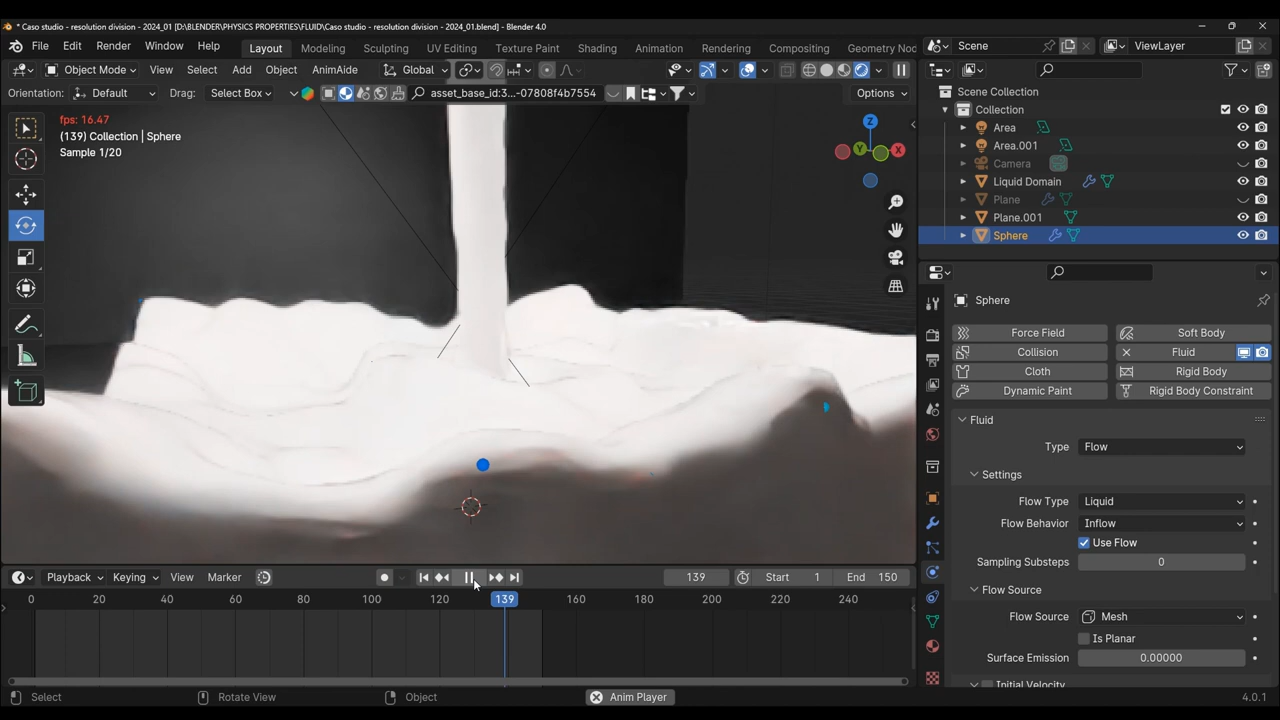 * Caso studio - resolution division - 2024_01 [D:\BLENDER\PHYSICS PROPERTIES\FLUID\Caso studio - resolution division - 2024_01.blend] - Blender 4.0
File Edit Render Window Help Layout Modeling Sculpting UV Editing Texture Paint Shading Animation Rendering Compositing Geometry Noc Scene ViewLayer
Object Mode View Select Add Object AnimAide Global
Orientation: Default Drag: Select Box asset_base_id:3...-07808f4b7554 Options
fps: 16.47
(139) Collection | Sphere
Sample 1/20
Z
Y
X
Scene Collection
Collection
Area
Area.001
Camera
Liquid Domain
Plane
Plane.001
Sphere
Sphere
Force Field Soft Body
Collision Fluid
Cloth Rigid Body
Dynamic Paint Rigid Body Constraint
Fluid
Type Flow
Settings
Flow Type Liquid
Flow Behavior Inflow
Use Flow
Sampling Substeps 0
Flow Source
Flow Source Mesh
Is Planar
Surface Emission 0.00000
Initial Velocity
Playback Keying View Marker 139 Start 1 End 150
0 20 40 60 80 100 120 139 160 180 200 220 240
Select Rotate View Object Anim Player 4.0.1